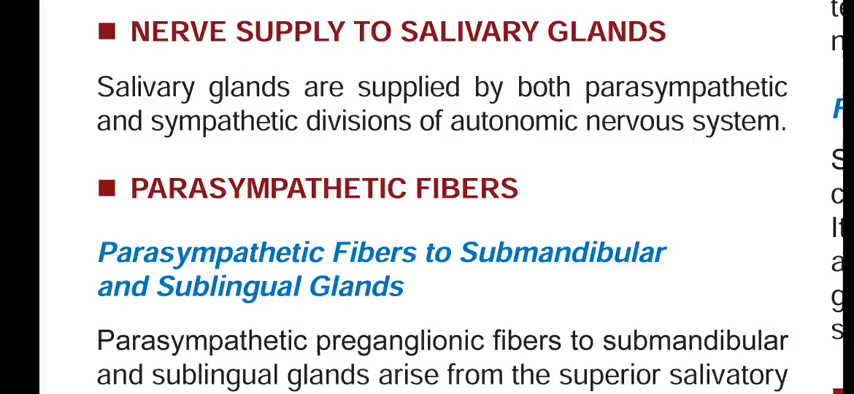 NERVE SUPPLY TO SALIVARY GLANDS
Salivary glands are supplied by both parasympathetic
and sympathetic divisions of autonomic nervous system.
PARASYMPATHETIC FIBERS
Parasympathetic Fibers to Submandibular
and Sublingual Glands
Parasympathetic preganglionic fibers to submandibular
and sublingual glands arise from the superior salivatory